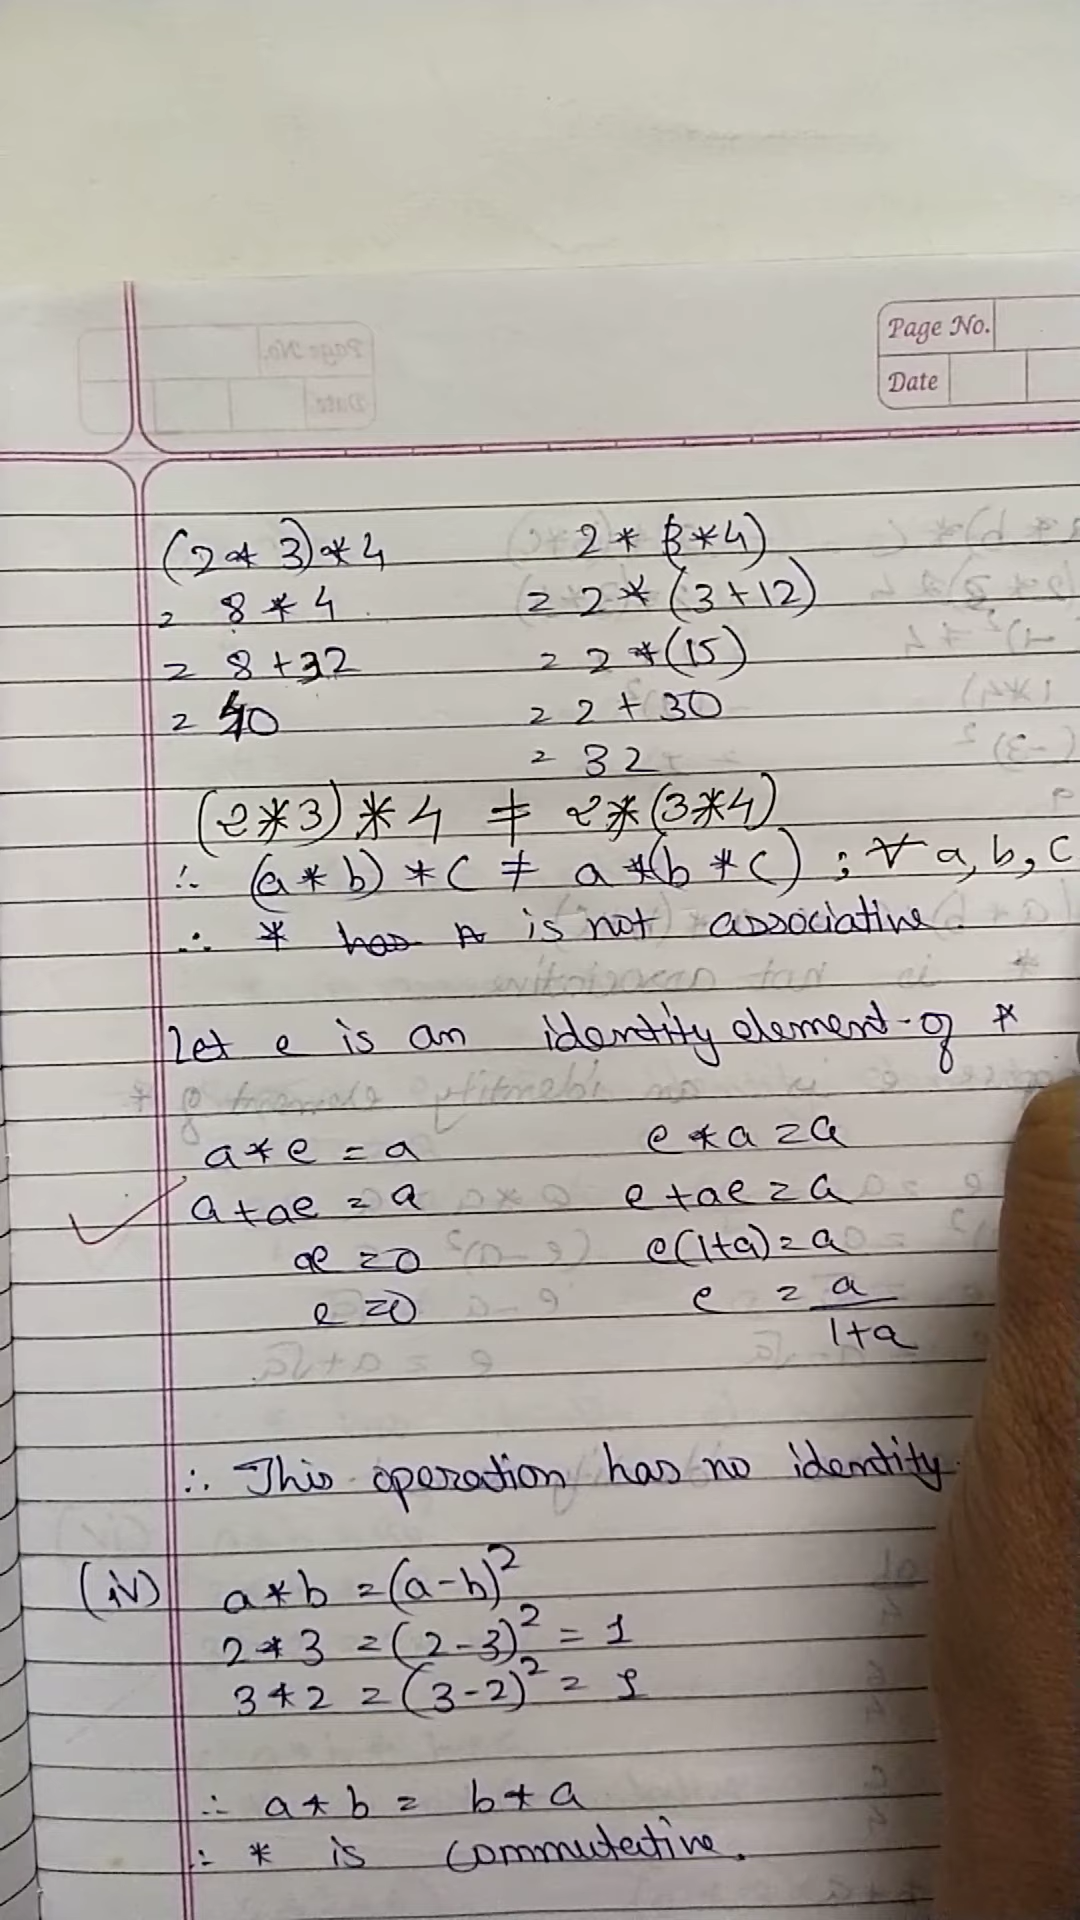 Page No.
Date
(2*3)*4 2*(3*4)
= 8*4 = 2*(3+12)
= 8+32 = 2*(15)
= 40 = 2+30
= 32
(2*3)*4 ≠ 2*(3*4)
∴ (a*b)*c ≠ a*(b*c) ; ∀ a, b, c
∴ * is not associative.
Let e is an identity element of *
a*e = a e*a = a
a+ae = a e+ae = a
ae = 0 e(1+a) = a
e = 0 e = a/(1+a)
∴ This operation has no identity
(iv) a*b = (a-b)²
2*3 = (2-3)² = 1
3*2 = (3-2)² = 1
∴ a*b = b*a
∴ * is commutective.